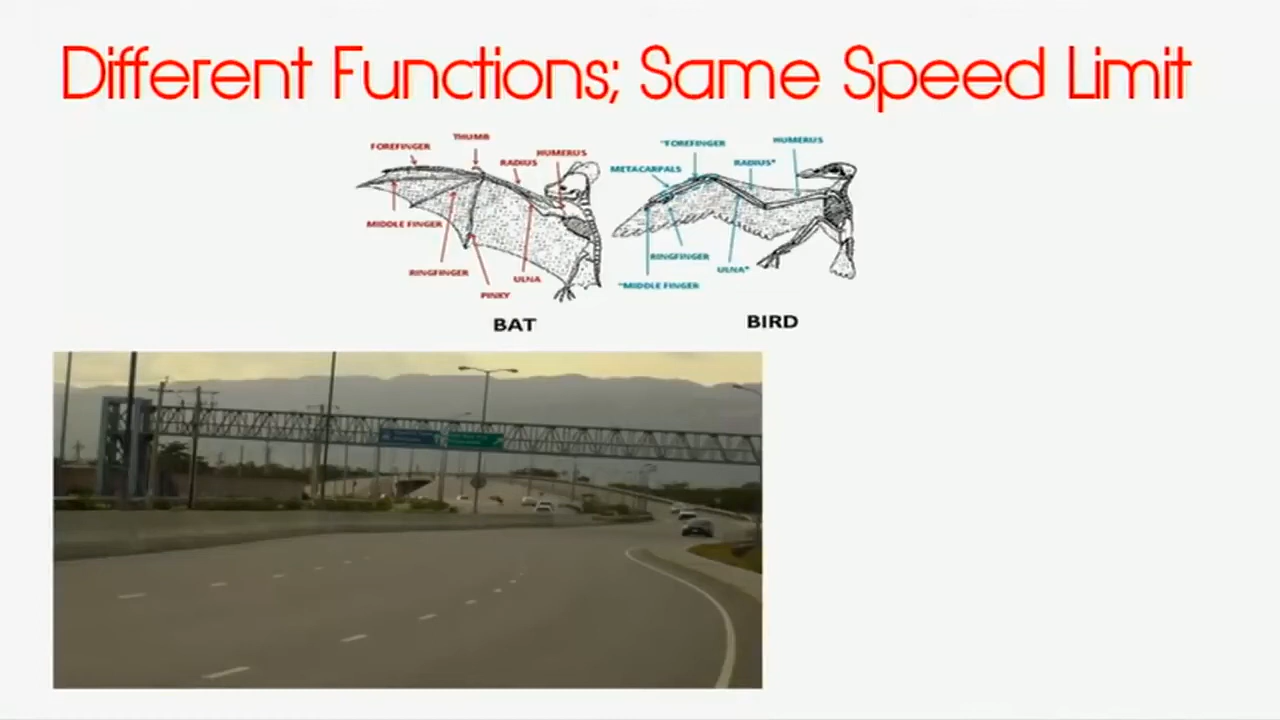 Different Functions; Same Speed Limit
THUMB
FOREFINGER
HUMERUS
RADIUS
MIDDLE FINGER
RINGFINGER
ULNA
PINKY
BAT
"FOREFINGER
HUMERUS
METACARPALS
RADIUS"
RINGFINGER
ULNA"
"MIDDLE FINGER
BIRD